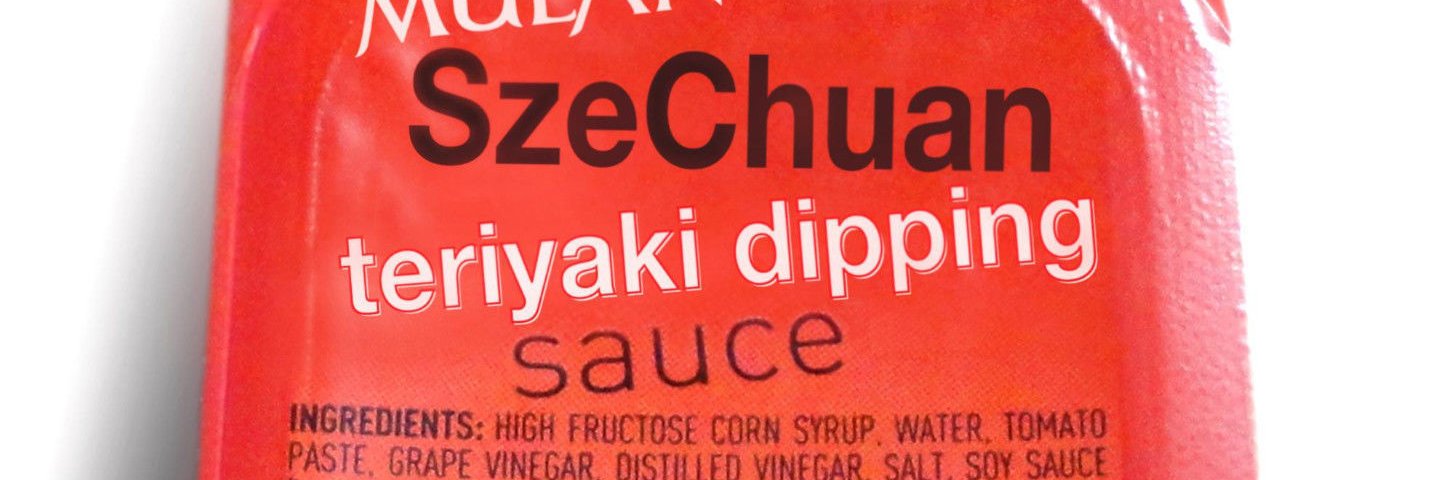 MULAN
SzeChuan
teriyaki dipping
sauce
INGREDIENTS: HIGH FRUCTOSE CORN SYRUP, WATER, TOMATO
PASTE, GRAPE VINEGAR, DISTILLED VINEGAR, SALT, SOY SAUCE